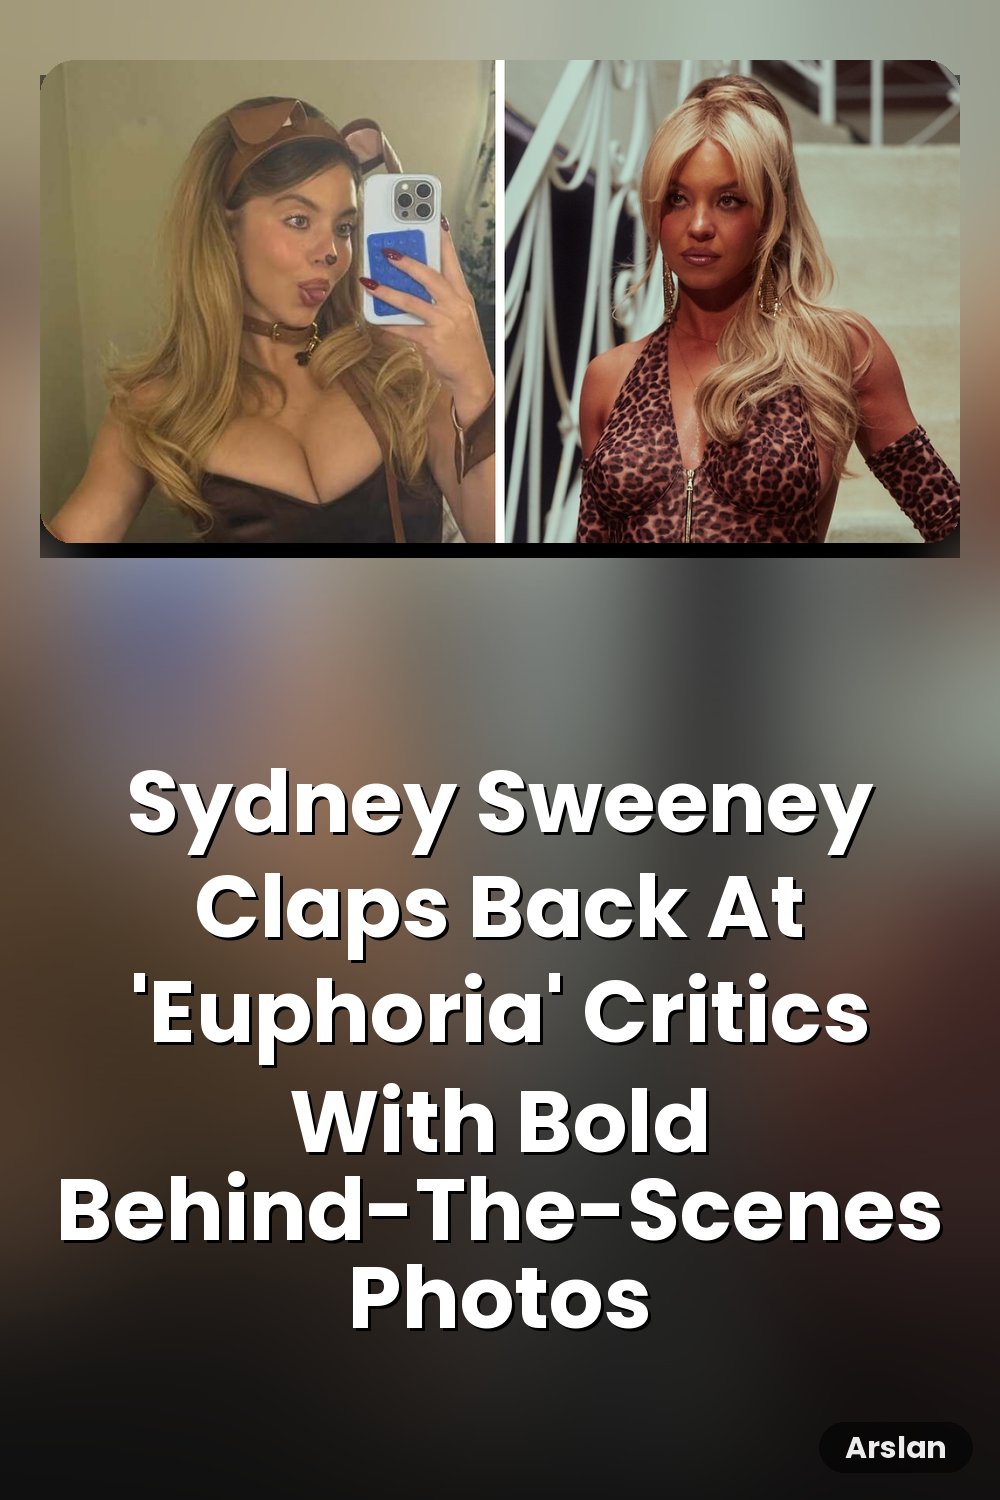 Sydney Sweeney
Claps Back At
'Euphoria' Critics
With Bold
Behind-The-Scenes
Photos
Arslan